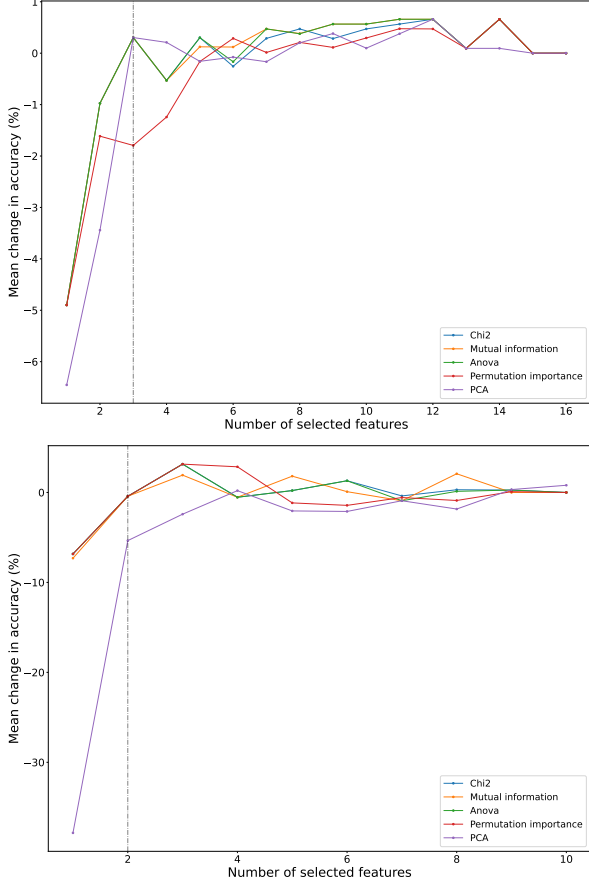 1
0
−1
−2
−3
−4
−5
−6
Mean change in accuracy (%)
Chi2
Mutual information
Anova
Permutation importance
PCA
2 4 6 8 10 12 14 16
Number of selected features
0
−10
−20
−30
Mean change in accuracy (%)
Chi2
Mutual information
Anova
Permutation importance
PCA
2 4 6 8 10
Number of selected features